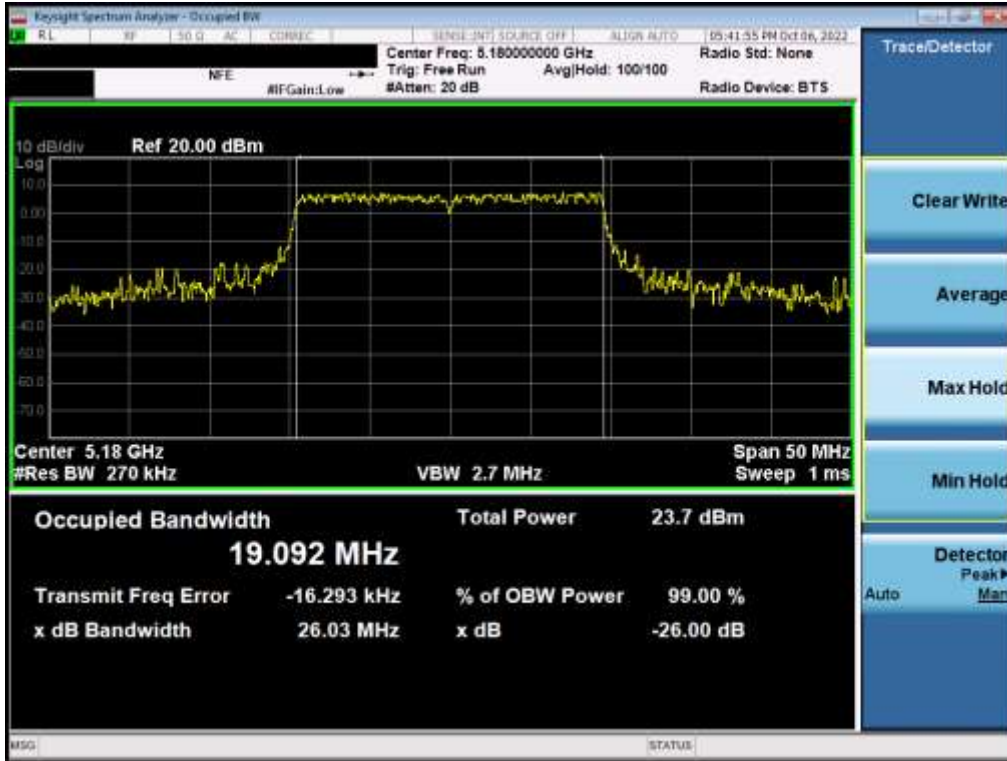 Keysight Spectrum Analyzer - Occupied BW
RL RF 50 Ω AC CORREC SENSE:INT SOURCE OFF ALIGN AUTO 05:41:55 PM Oct 06, 2022
Center Freq: 5.180000000 GHz Radio Std: None
NFE Trig: Free Run Avg|Hold: 100/100
#IFGain:Low #Atten: 20 dB Radio Device: BTS
Trace/Detector
10 dB/div Ref 20.00 dBm
Log
10.0
0.00
-10.0
-20.0
-30.0
-40.0
-50.0
-60.0
-70.0
Center 5.18 GHz Span 50 MHz
#Res BW 270 kHz VBW 2.7 MHz Sweep 1 ms
Occupied Bandwidth Total Power 23.7 dBm
19.092 MHz
Transmit Freq Error -16.293 kHz % of OBW Power 99.00 %
x dB Bandwidth 26.03 MHz x dB -26.00 dB
Clear Write
Average
Max Hold
Min Hold
Detector
Peak▶
Auto Man
MSG STATUS